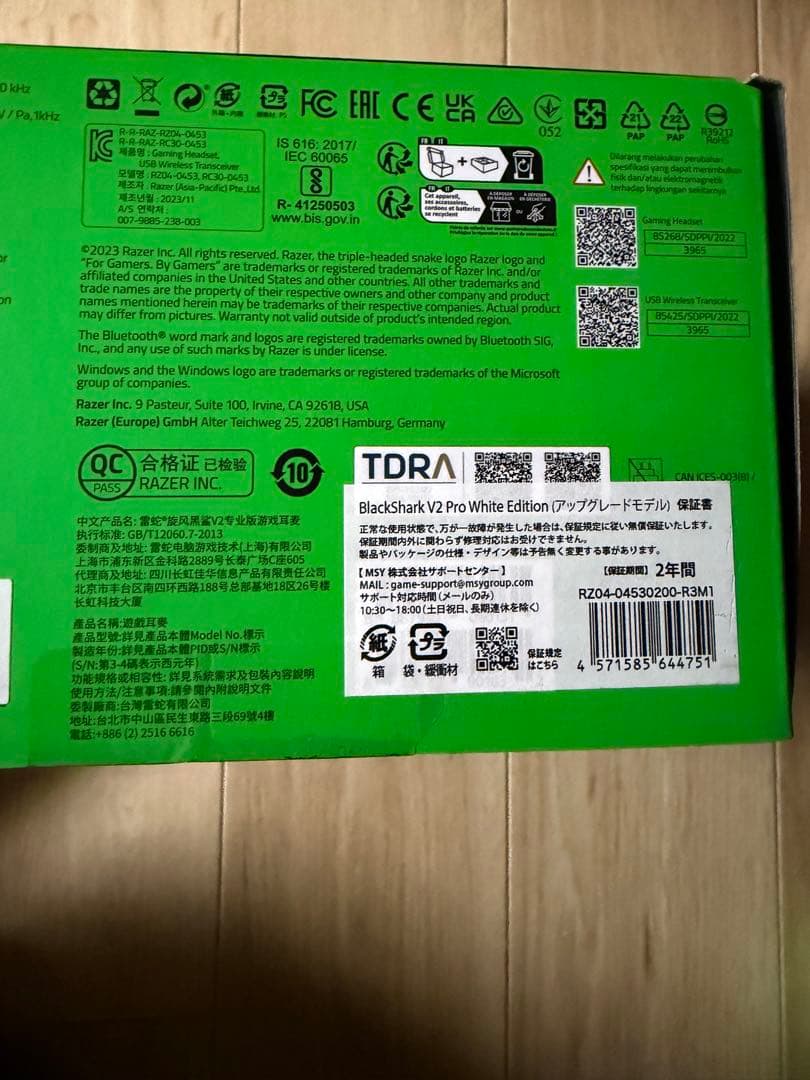 0 kHz
V / Pa, 1kHz
FC
EAC
CE
UK
CA
052
21
PAP
22
PAP
R39217
RoHS
R-R-RAZ-RZ04-0453
R-R-RAZ-RC30-0453
제품명 : Gaming Headset,
USB Wireless Transceiver
모델명 : RZ04-0453, RC30-0453
제조자 : Razer (Asia-Pacific) Pte., Ltd.
제조년월 : 2023/11
A/S 연락처 :
007-9885-238-003
IS 616: 2017/
IEC 60065
R- 41250503
www.bis.gov.in
FR
Cet appareil,
ses accessoires,
cordons et batteries
se recyclent
À DÉPOSER
EN MAGASIN
OU
À DÉPOSER
EN DÉCHÈTERIE
Dilarang melakukan perubahan
spesifikasi yang dapat menimbulkan
fisik dan/atau elektromagnetik
terhadap lingkungan sekitarnya
Gaming Headset
85268/SDPPI/2022
3965
USB Wireless Transceiver
85425/SDPPI/2022
3965
©2023 Razer Inc. All rights reserved. Razer, the triple-headed snake logo Razer logo and
"For Gamers. By Gamers" are trademarks or registered trademarks of Razer Inc. and/or
affiliated companies in the United States and other countries. All other trademarks and
trade names are the property of their respective owners and other company and product
names mentioned herein may be trademarks of their respective companies. Actual product
may differ from pictures. Warranty not valid outside of product's intended region.
The Bluetooth® word mark and logos are registered trademarks owned by Bluetooth SIG,
Inc., and any use of such marks by Razer is under license.
Windows and the Windows logo are trademarks or registered trademarks of the Microsoft
group of companies.
Razer Inc. 9 Pasteur, Suite 100, Irvine, CA 92618, USA
Razer (Europe) GmbH Alter Teichweg 25, 22081 Hamburg, Germany
QC
PASS
合格证 已检验
RAZER INC.
10
TDRA
CAN ICES-003(B) /
中文产品名: 雷蛇®旋风黑鲨V2专业版游戏耳麦
执行标准: GB/T12060.7-2013
委制商及地址: 雷蛇电脑游戏技术(上海)有限公司
上海市浦东新区金科路2889号长泰广场C座605
代理商及地址: 四川长虹佳华信息产品有限责任公司
北京市丰台区南四环西路188号总部基地18区26号楼
长虹科技大厦
產品名稱:遊戲耳麥
產品型號:詳見產品本體Model No.標示
製造年份:詳見產品本體PID或S/N標示
(S/N:第3-4碼表示西元年)
功能規格或相容性: 詳見系統需求及包裝內容說明
使用方法/注意事項:請參閱內附說明文件
委製廠商: 台灣雷蛇有限公司
地址:台北市中山區民生東路三段69號4樓
電話:+886 (2) 2516 6616
BlackShark V2 Pro White Edition (アップグレードモデル) 保証書
正常な使用状態で、万が一故障が発生した場合は、保証規定に従い無償保証いたします。
保証期間内外に関わらず修理対応はお受けできません。
製品やパッケージの仕様・デザイン等は予告無く変更する事があります。
【 MSY 株式会社サポートセンター 】
MAIL : game-support@msygroup.com
サポート対応時間 (メールのみ)
10:30~18:00 (土日祝日、長期連休を除く)
【保証期間】 2年間
RZ04-04530200-R3M1
紙
箱
プラ
袋・緩衝材
保証規定
はこちら
4 571585 644751